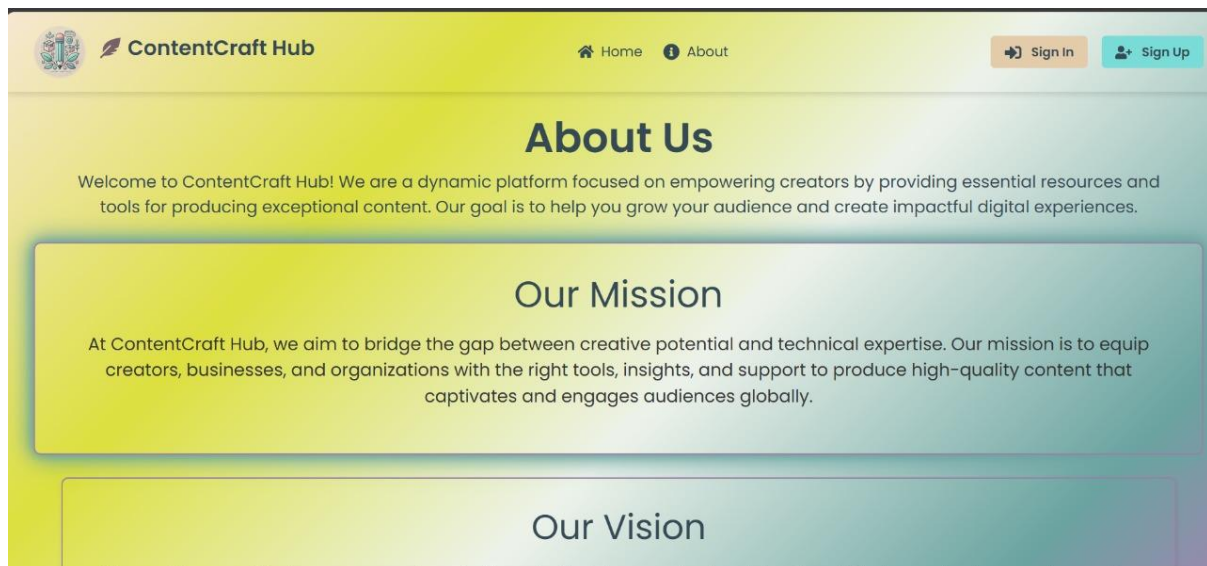 ContentCraft Hub
Home About
Sign In Sign Up
About Us
Welcome to ContentCraft Hub! We are a dynamic platform focused on empowering creators by providing essential resources and
tools for producing exceptional content. Our goal is to help you grow your audience and create impactful digital experiences.
Our Mission
At ContentCraft Hub, we aim to bridge the gap between creative potential and technical expertise. Our mission is to equip
creators, businesses, and organizations with the right tools, insights, and support to produce high-quality content that
captivates and engages audiences globally.
Our Vision